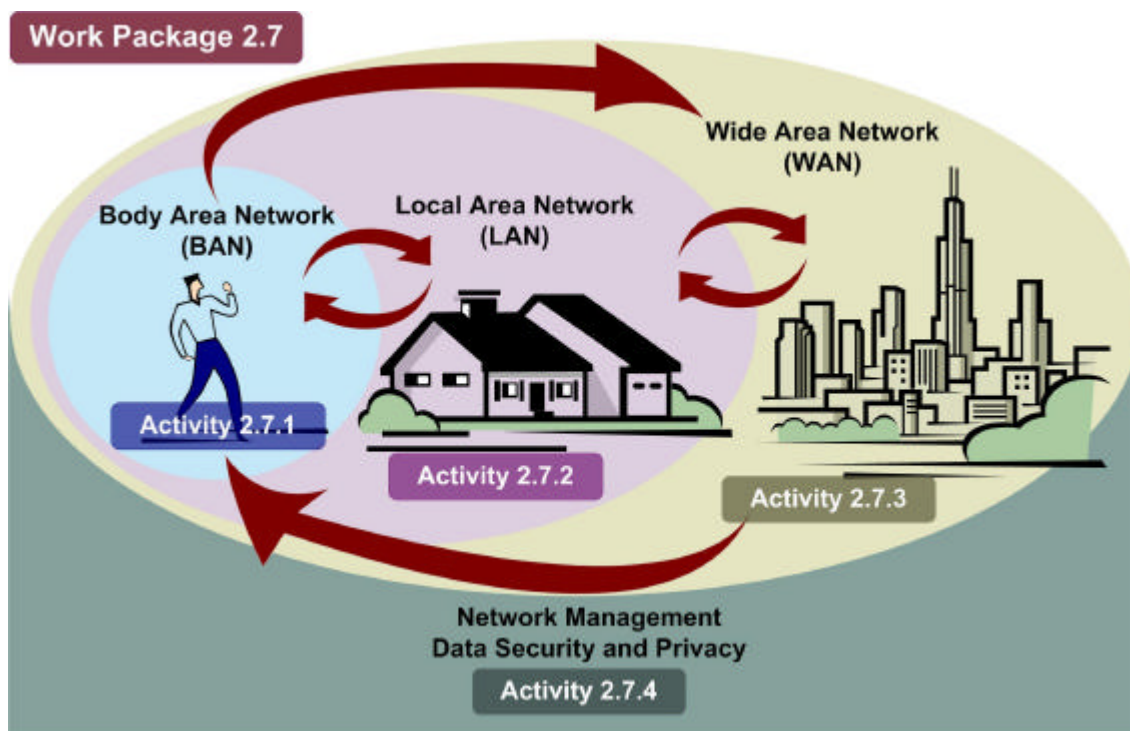 Work Package 2.7
Wide Area Network
(WAN)
Local Area Network
(LAN)
Body Area Network
(BAN)
Activity 2.7.1
Activity 2.7.2
Activity 2.7.3
Network Management
Data Security and Privacy
Activity 2.7.4